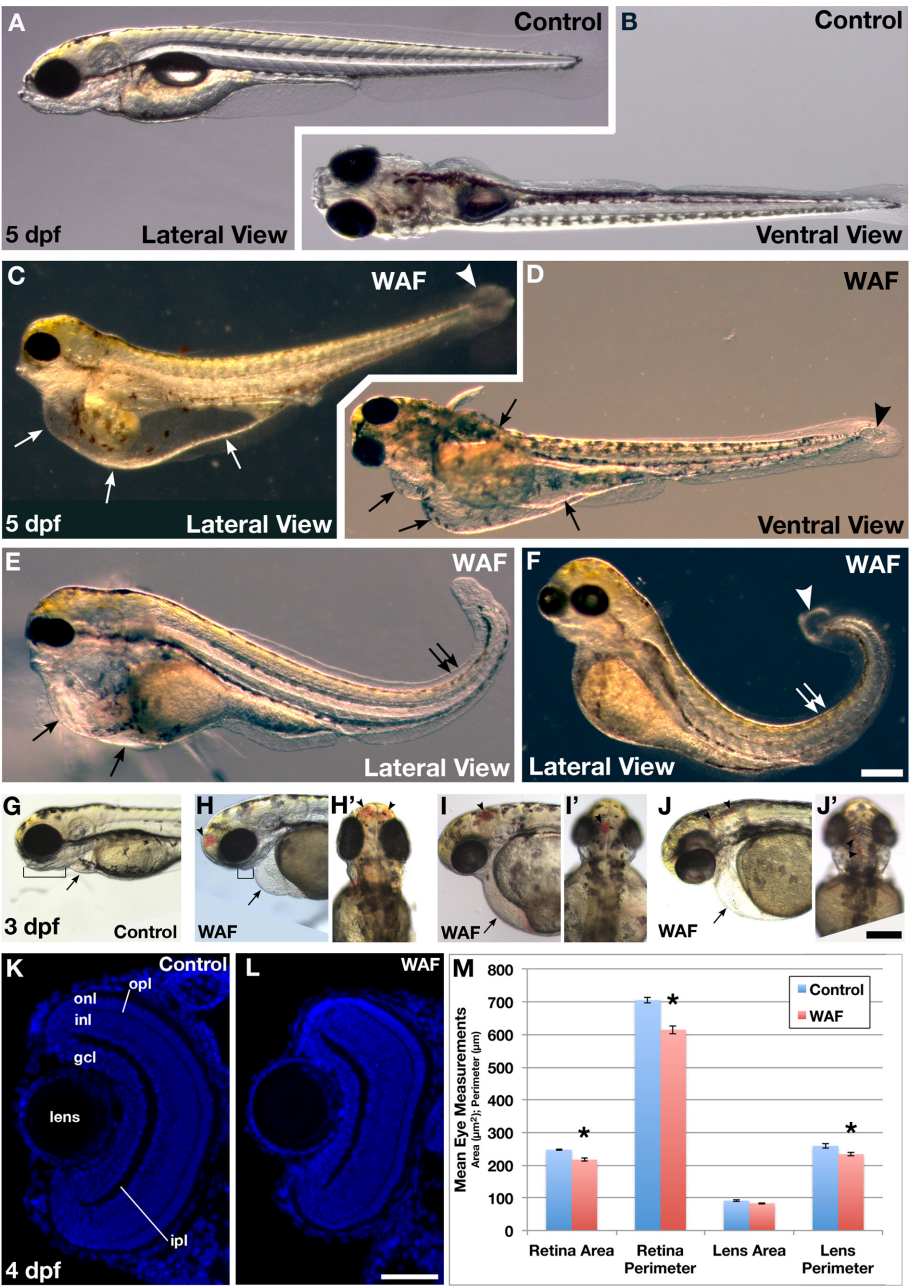 A
Control
5 dpf
Lateral View
B
Control
Ventral View
C
WAF
5 dpf
Lateral View
D
WAF
Ventral View
E
WAF
Lateral View
F
WAF
Lateral View
G
3 dpf
Control
H
WAF
H'
I
WAF
I'
J
WAF
J'
K
Control
onl
opl
inl
gcl
lens
ipl
4 dpf
L
WAF
M
Mean Eye Measurements
Area (µm²); Perimeter (µm)
800
700
600
500
400
300
200
100
0
Control
WAF
*
*
*
Retina Area
Retina
Perimeter
Lens Area
Lens
Perimeter